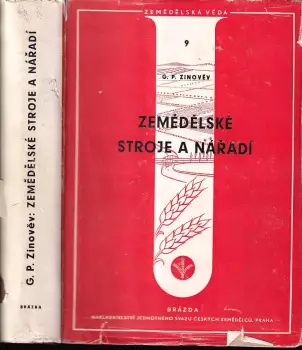 G. P. Zinověv: ZEMĚDĚLSKÉ STROJE A NÁŘADÍ
BRÁZDA
ZEMĚDĚLSKÁ VĚDA
9
G. P. ZINOVĚV
ZEMĚDĚLSKÉ
STROJE A NÁŘADÍ
BRÁZDA
NAKLADATELSTVÍ JEDNOTNÉHO SVAZU ČESKÝCH ZEMĚDĚLCŮ, PRAHA